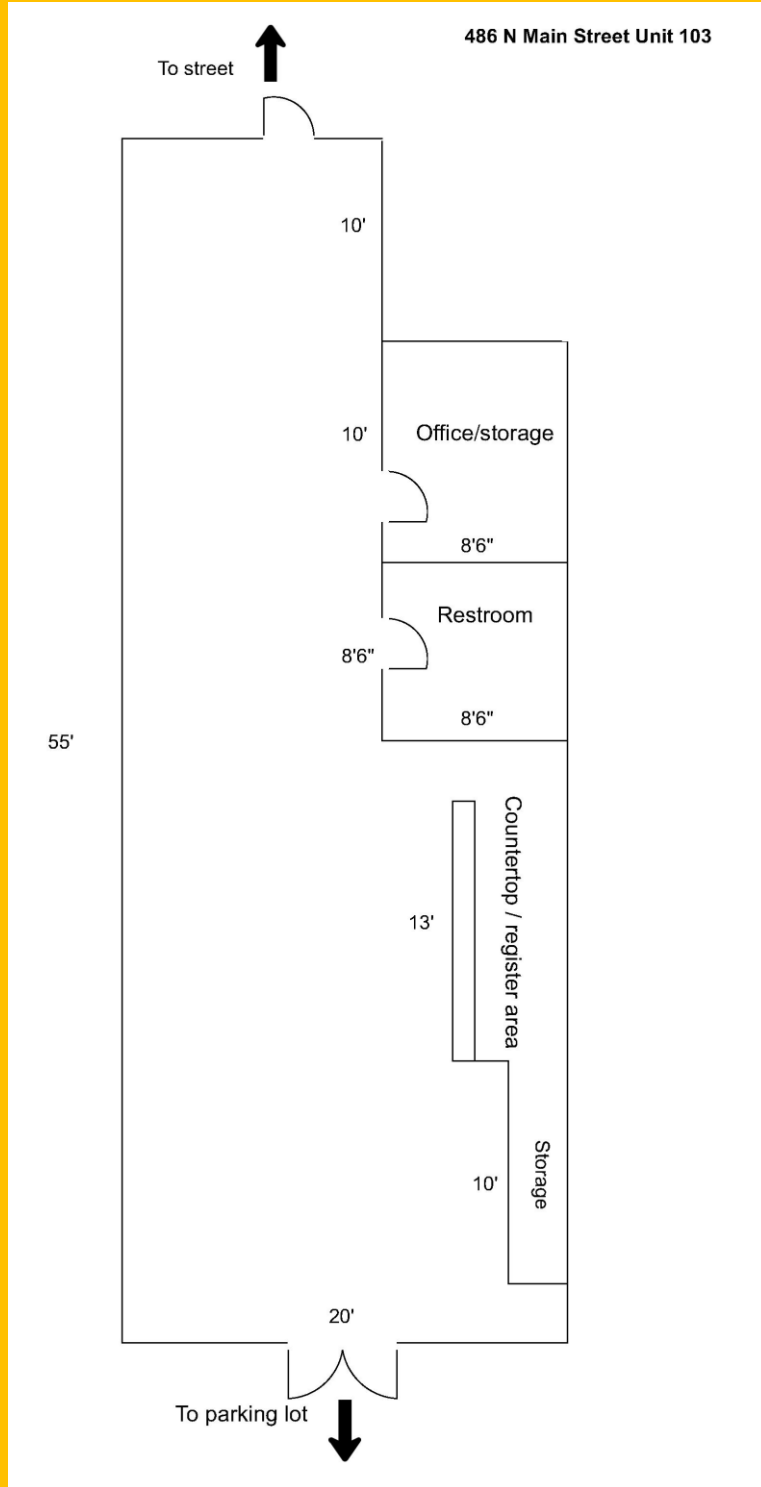 486 N Main Street Unit 103
To street
10'
10'
Office/storage
8'6"
Restroom
8'6"
8'6"
55'
Countertop / register area
13'
Storage
10'
20'
To parking lot